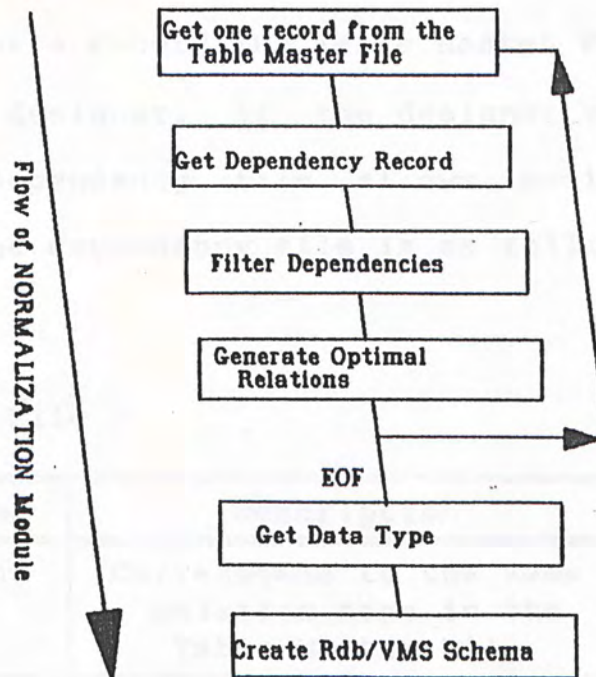 Get one record from the
Table Master File
Get Dependency Record
Filter Dependencies
Generate Optimal
Relations
EOF
Get Data Type
Create Rdb/VMS Schema
Flow of NORMALIZATION Module